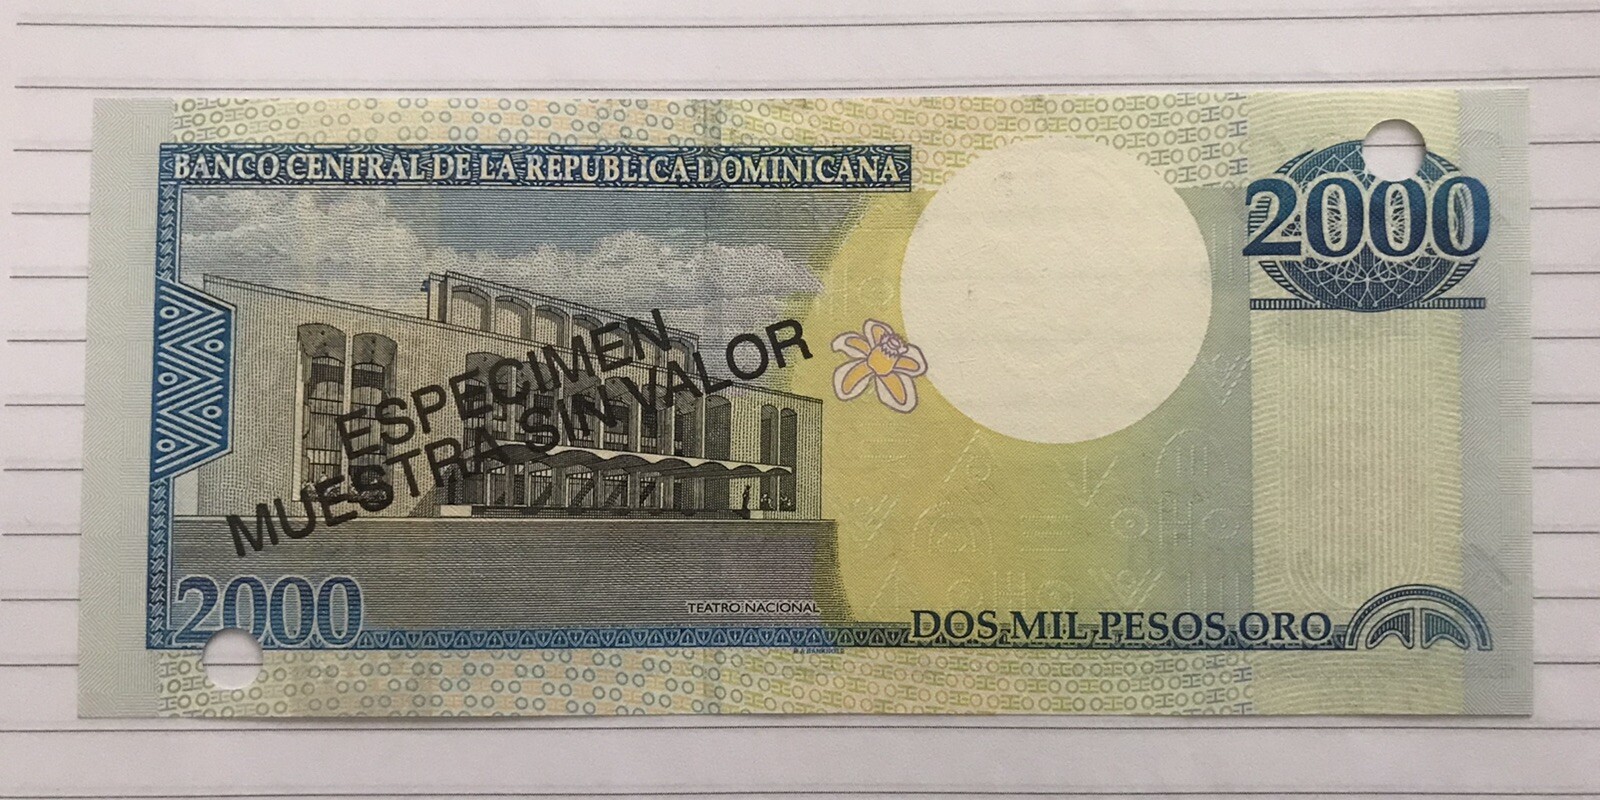 BANCO CENTRAL DE LA REPUBLICA DOMINICANA
2000
ESPECIMEN
MUESTRA SIN VALOR
2000
TEATRO NACIONAL
DOS MIL PESOS ORO